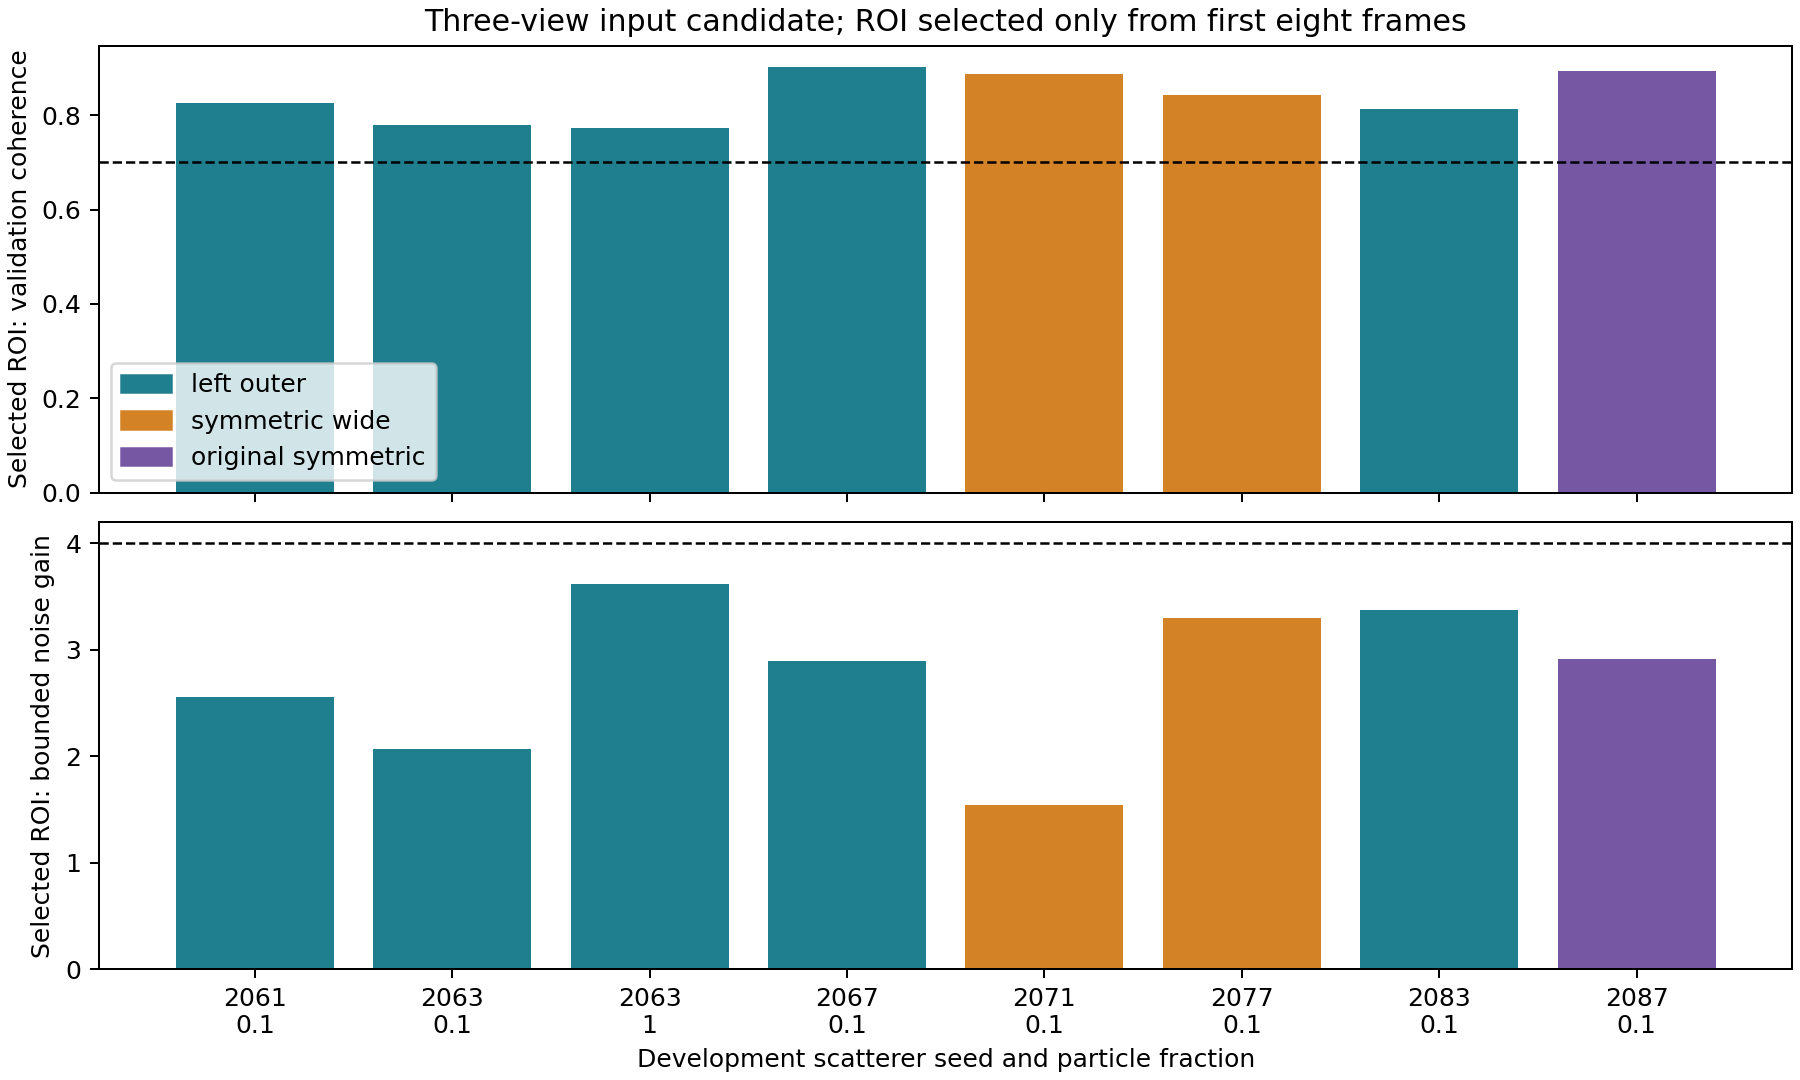 Three-view input candidate; ROI selected only from first eight frames
Selected ROI: validation coherence
0.8
0.6
0.4
0.2
0.0
left outer
symmetric wide
original symmetric
Selected ROI: bounded noise gain
4
3
2
1
0
2061 2063 2063 2067 2071 2077 2083 2087
0.1 0.1 1 0.1 0.1 0.1 0.1 0.1
Development scatterer seed and particle fraction